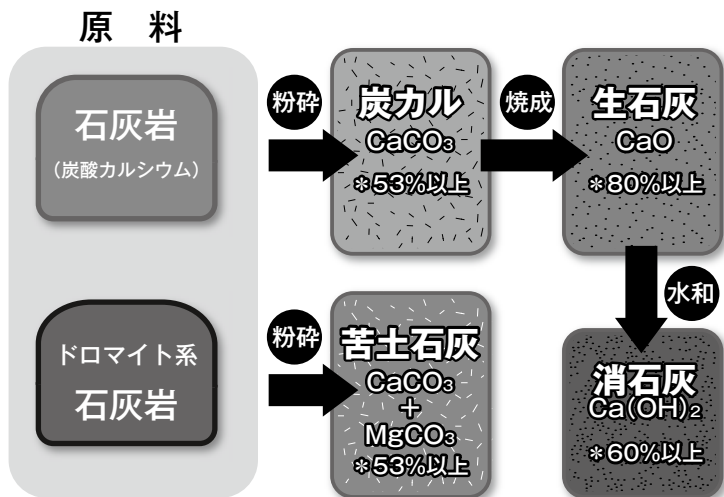 原 料
石灰岩
(炭酸カルシウム)
粉砕
炭カル
CaCO₃
*53%以上
焼成
生石灰
CaO
*80%以上
水和
消石灰
Ca(OH)₂
*60%以上
ドロマイト系
石灰岩
粉砕
苦土石灰
CaCO₃
+
MgCO₃
*53%以上